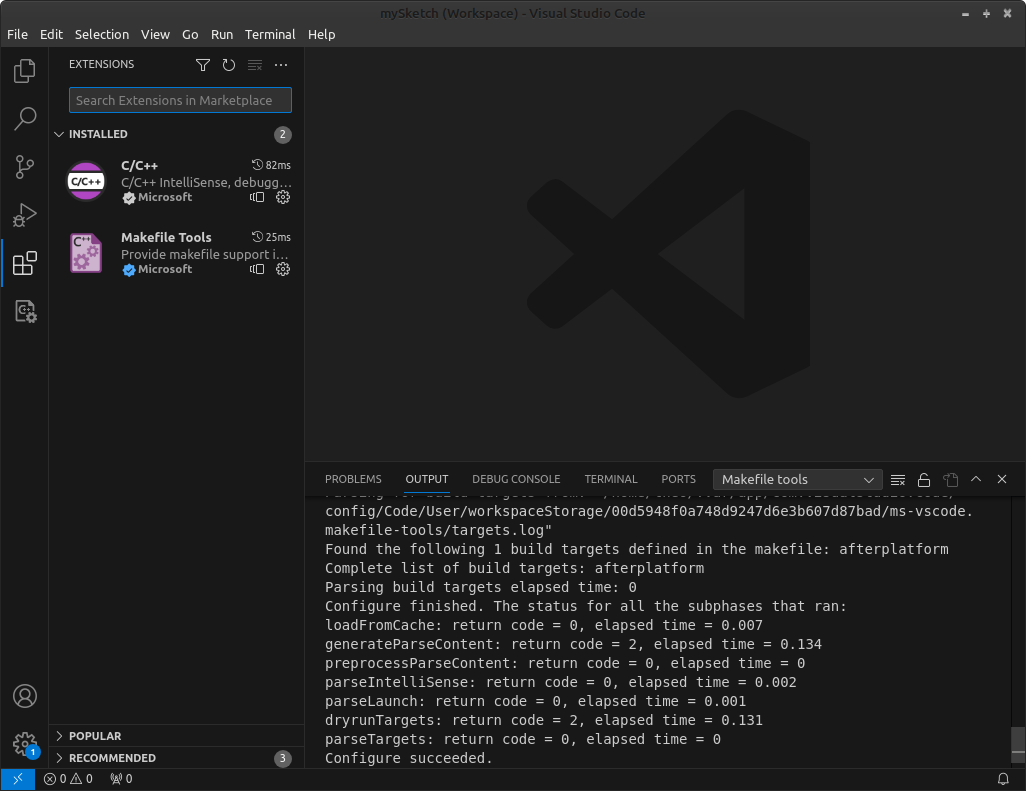 mySketch (Workspace) - Visual Studio Code
File Edit Selection View Go Run Terminal Help
EXTENSIONS
Search Extensions in Marketplace
INSTALLED 2
C/C++ 82ms
C/C++
C/C++ IntelliSense, debugg...
Microsoft
C++
Makefile Tools 25ms
Provide makefile support i...
Microsoft
POPULAR
RECOMMENDED 3
1
PROBLEMS OUTPUT DEBUG CONSOLE TERMINAL PORTS Makefile tools
config/Code/User/workspaceStorage/00d5948f0a748d9247d6e3b607d87bad/ms-vscode.
makefile-tools/targets.log"
Found the following 1 build targets defined in the makefile: afterplatform
Complete list of build targets: afterplatform
Parsing build targets elapsed time: 0
Configure finished. The status for all the subphases that ran:
loadFromCache: return code = 0, elapsed time = 0.007
generateParseContent: return code = 2, elapsed time = 0.134
preprocessParseContent: return code = 0, elapsed time = 0
parseIntelliSense: return code = 0, elapsed time = 0.002
parseLaunch: return code = 0, elapsed time = 0.001
dryrunTargets: return code = 2, elapsed time = 0.131
parseTargets: return code = 0, elapsed time = 0
Configure succeeded.
0 0 0